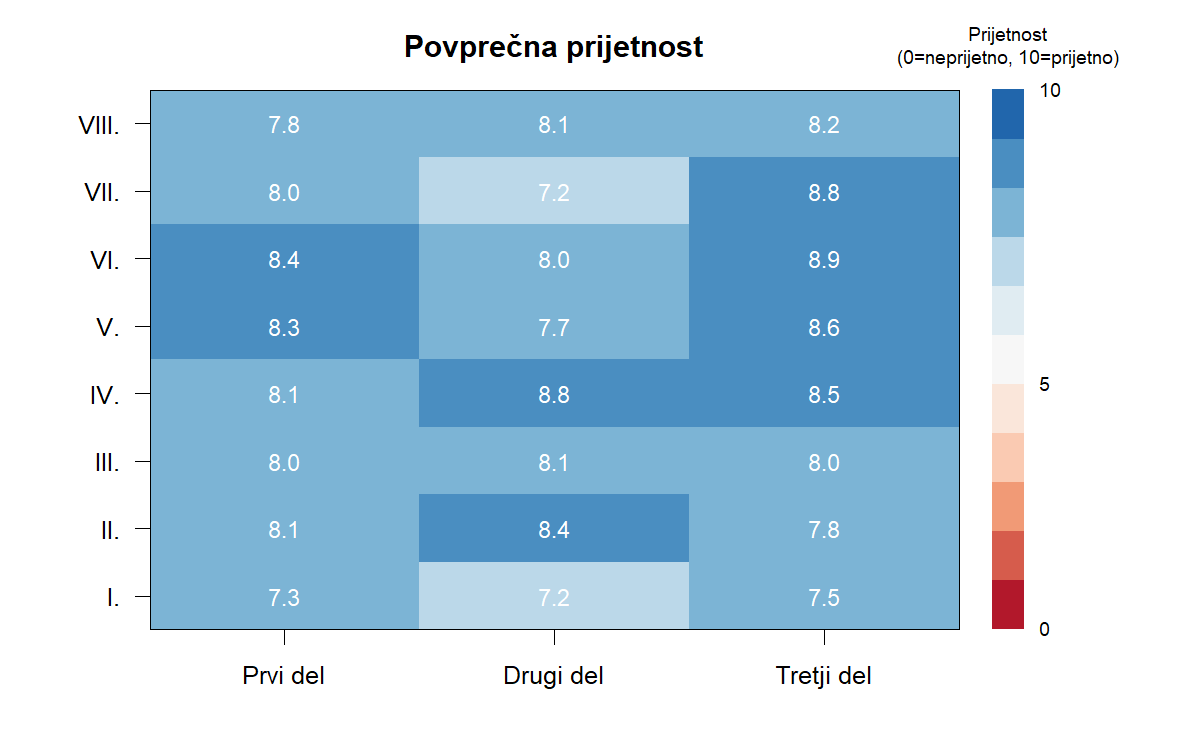 Povprečna prijetnost
Prijetnost
(0=neprijetno, 10=prijetno)
VIII. 7.8 8.1 8.2
VII. 8.0 7.2 8.8
VI. 8.4 8.0 8.9
V. 8.3 7.7 8.6
IV. 8.1 8.8 8.5
III. 8.0 8.1 8.0
II. 8.1 8.4 7.8
I. 7.3 7.2 7.5
Prvi del Drugi del Tretji del
10
5
0